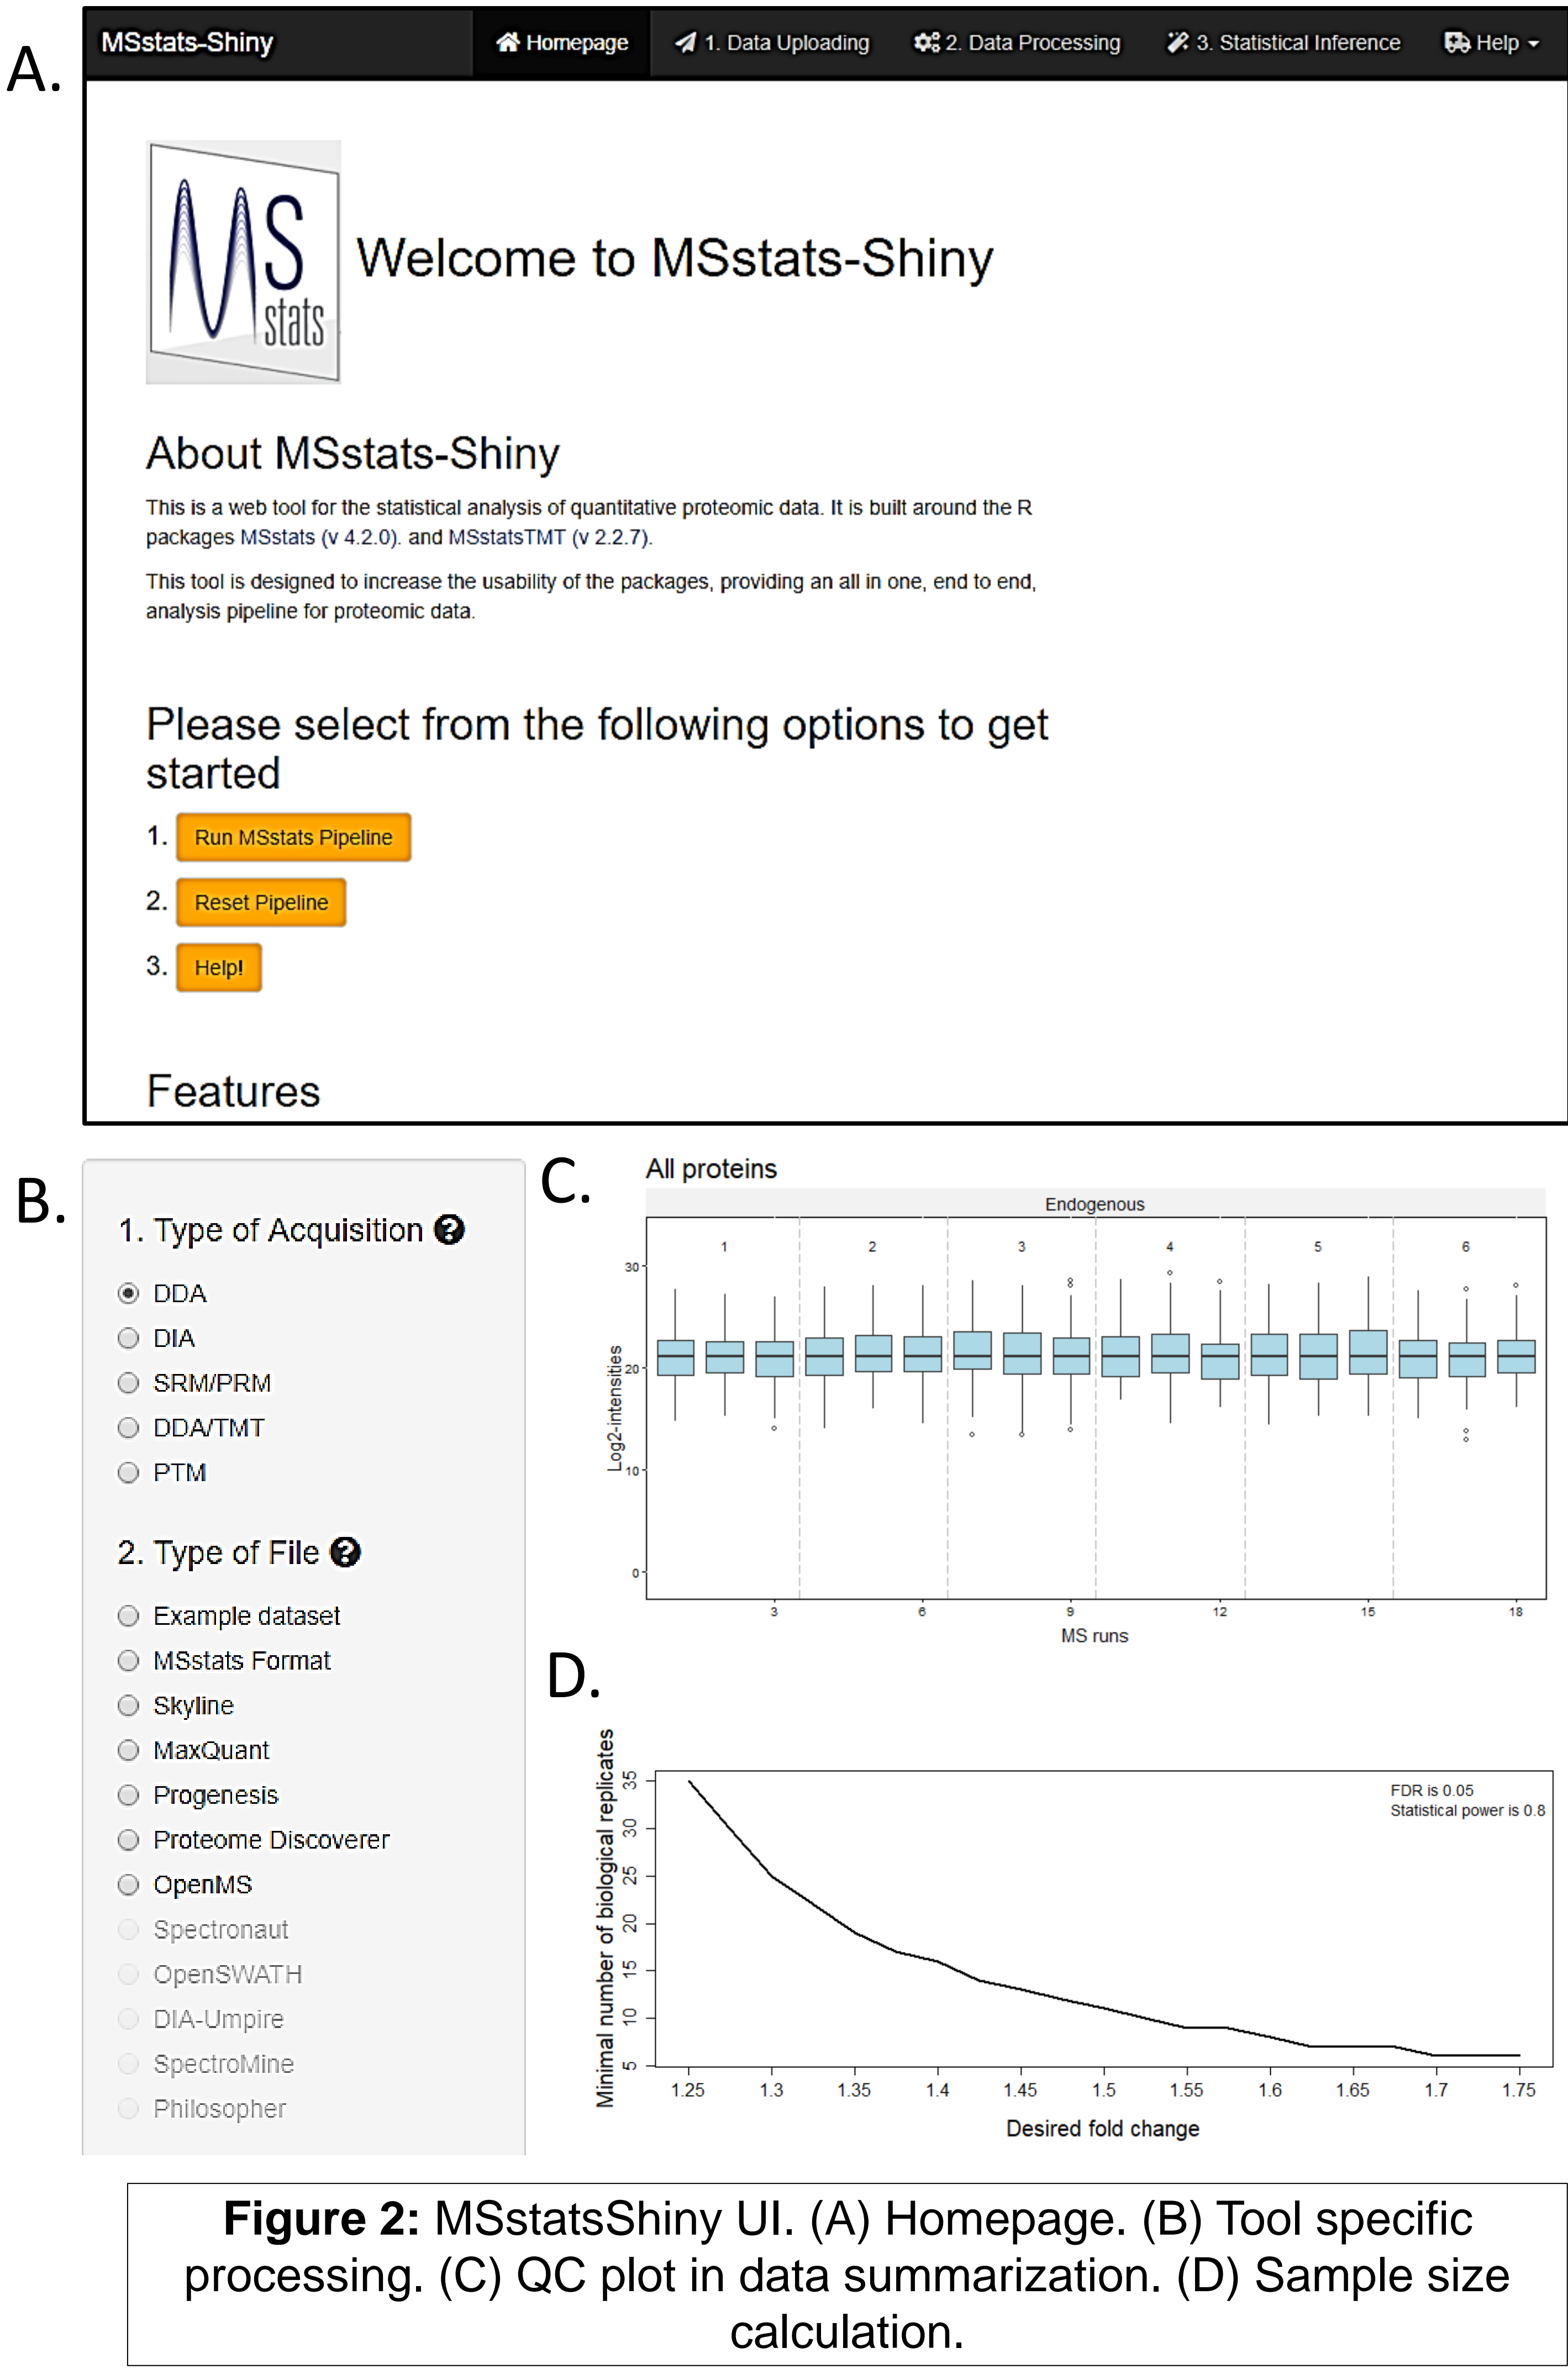 A.
MSstats-Shiny
Homepage
1. Data Uploading
2. Data Processing
3. Statistical Inference
Help
MS
stats
Welcome to MSstats-Shiny
About MSstats-Shiny
This is a web tool for the statistical analysis of quantitative proteomic data. It is built around the R
packages MSstats (v 4.2.0). and MSstatsTMT (v 2.2.7).
This tool is designed to increase the usability of the packages, providing an all in one, end to end,
analysis pipeline for proteomic data.
Please select from the following options to get
started
1. Run MSstats Pipeline
2. Reset Pipeline
3. Help!
Features
B.
1. Type of Acquisition ?
DDA
DIA
SRM/PRM
DDA/TMT
PTM
2. Type of File ?
Example dataset
MSstats Format
Skyline
MaxQuant
Progenesis
Proteome Discoverer
OpenMS
Spectronaut
OpenSWATH
DIA-Umpire
SpectroMine
Philosopher
C.
All proteins
Endogenous
1 2 3 4 5 6
30
20
10
0
Log2-intensities
3 6 9 12 15 18
MS runs
D.
Minimal number of biological replicates
35
30
25
20
15
10
5
FDR is 0.05
Statistical power is 0.8
1.25 1.3 1.35 1.4 1.45 1.5 1.55 1.6 1.65 1.7 1.75
Desired fold change
Figure 2: MSstatsShiny UI. (A) Homepage. (B) Tool specific
processing. (C) QC plot in data summarization. (D) Sample size
calculation.